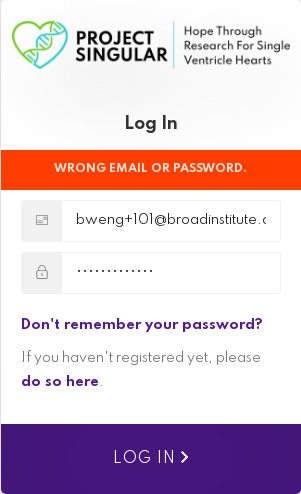 PROJECT
SINGULAR
Hope Through
Research For Single
Ventricle Hearts
Log In
WRONG EMAIL OR PASSWORD.
bweng+101@broadinstitute.
•••••••••••••
Don't remember your password?
If you haven't registered yet, please
do so here.
LOG IN >